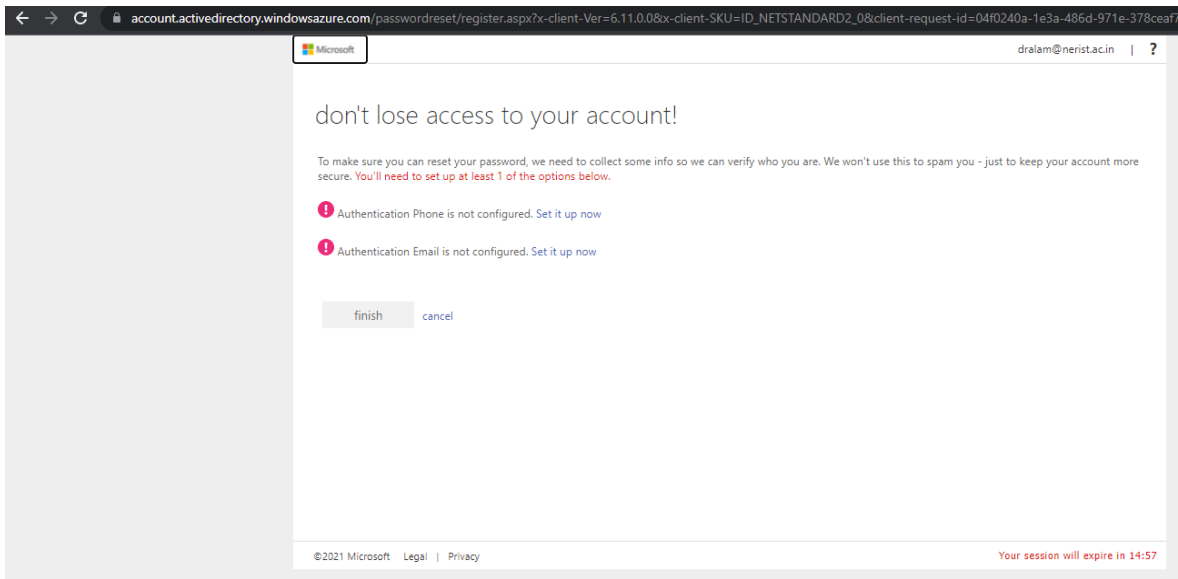 account.activedirectory.windowsazure.com/passwordreset/register.aspx?x-client-Ver=6.11.0.0&x-client-SKU=ID_NETSTANDARD2_0&client-request-id=04f0240a-1e3a-486d-971e-378ceaf7
Microsoft
dralam@nerist.ac.in | ?
don't lose access to your account!
To make sure you can reset your password, we need to collect some info so we can verify who you are. We won't use this to spam you - just to keep your account more
secure. You'll need to set up at least 1 of the options below.
! Authentication Phone is not configured. Set it up now
! Authentication Email is not configured. Set it up now
finish cancel
©2021 Microsoft Legal | Privacy Your session will expire in 14:57